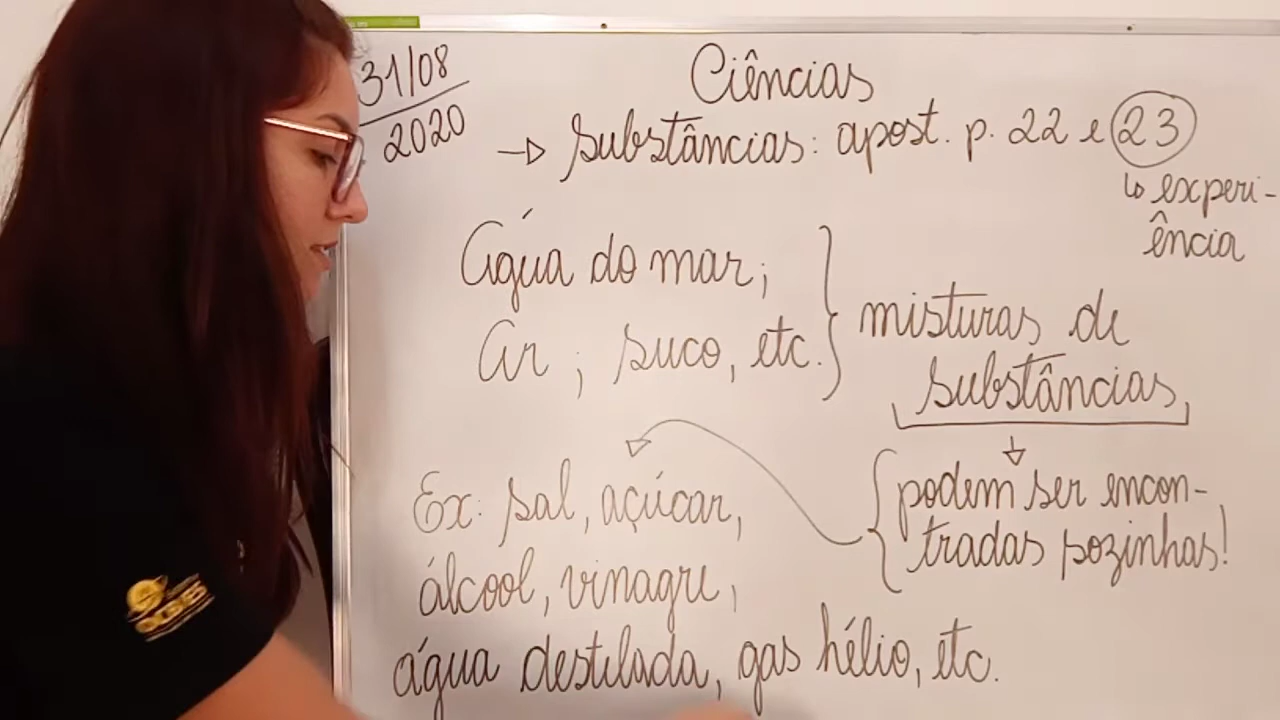 31/08
2020
Ciências
→ Substâncias: apost. p. 22 e 23
↳ experi-
ência
Água do mar;
Ar; suco, etc.
misturas de
substâncias,
podem ser encon-
tradas sozinhas!
Ex: sal, açúcar,
álcool, vinagre,
água destilada, gas hélio, etc.